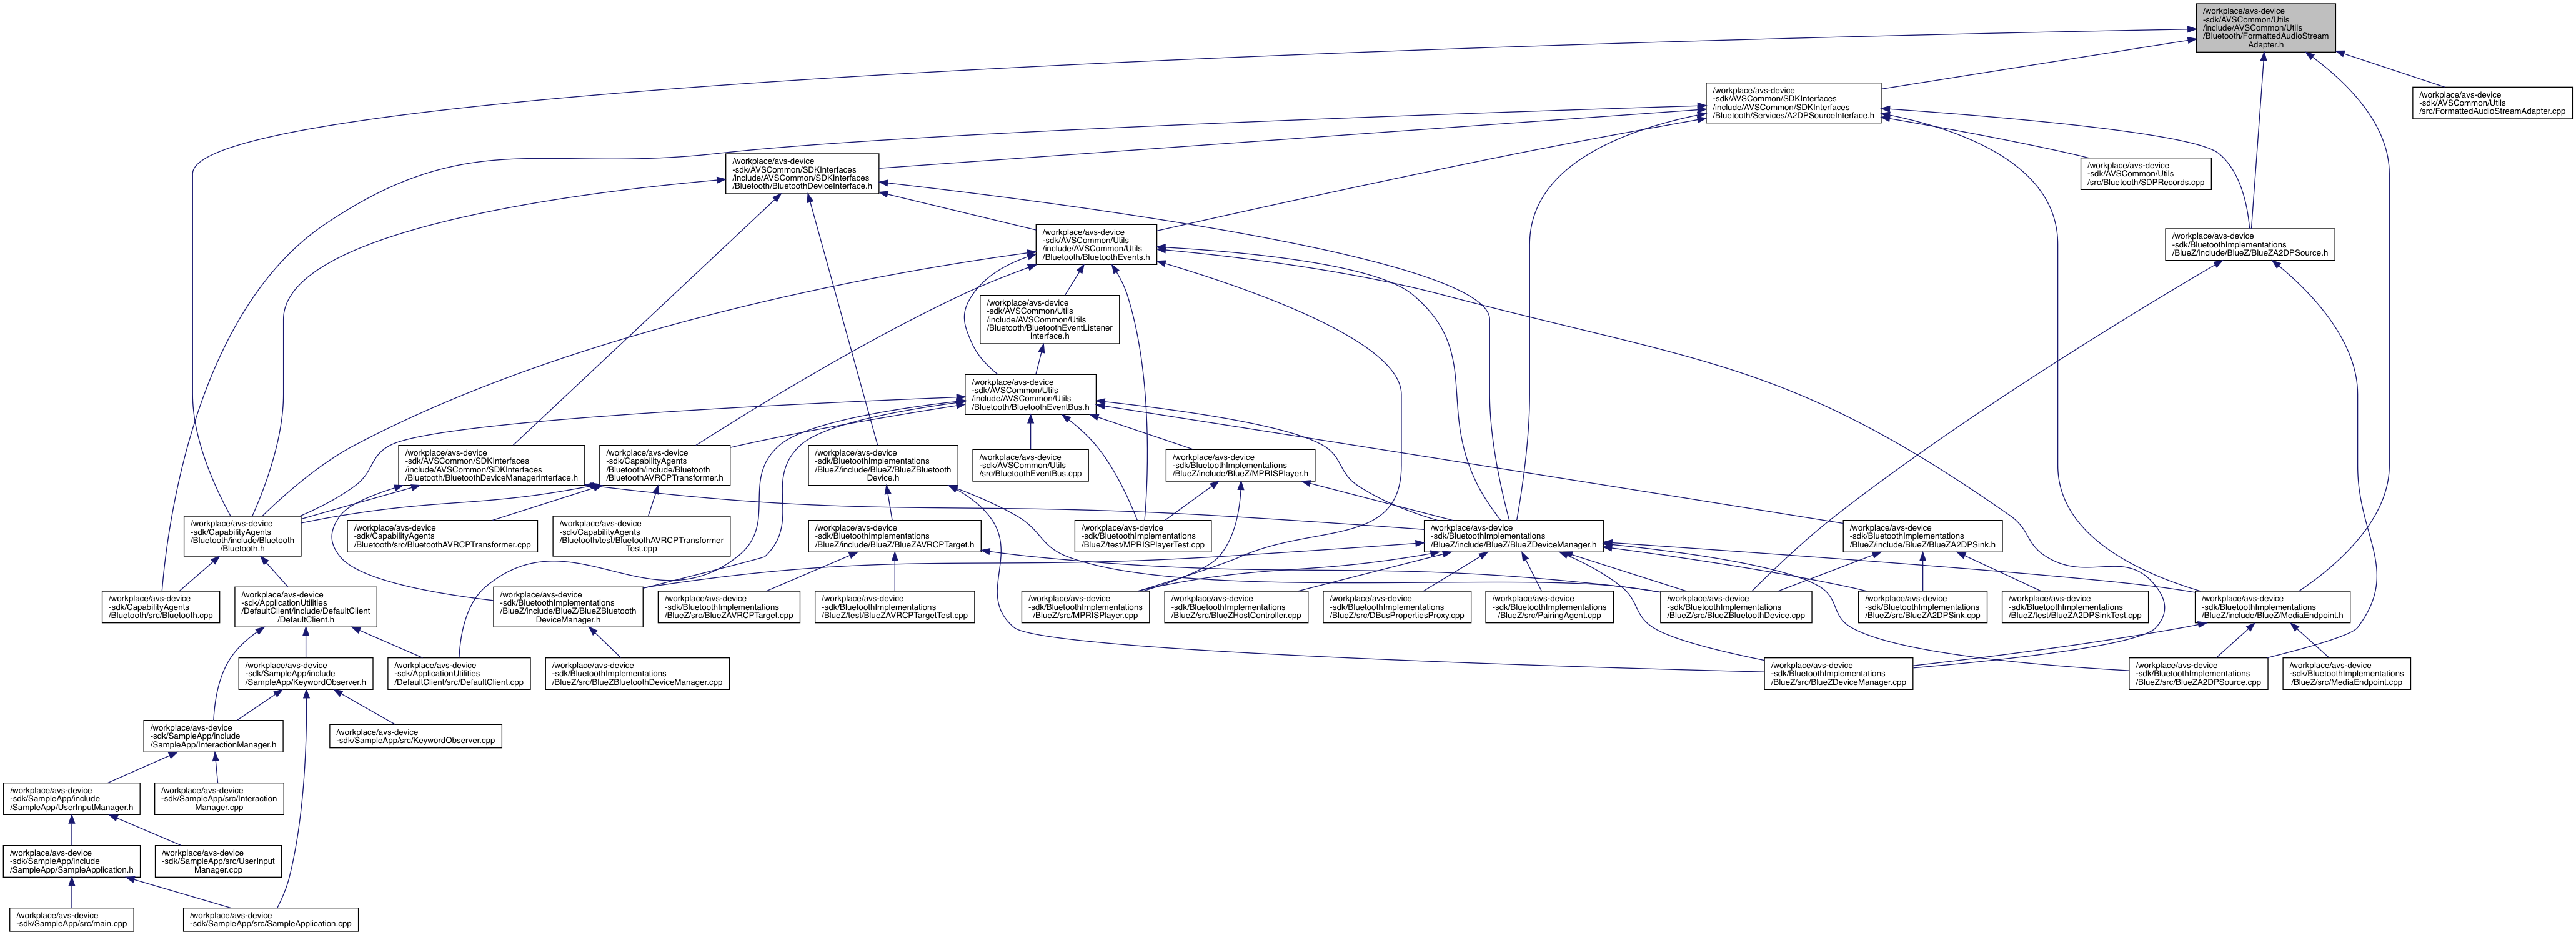 /workplace/avs-device
-sdk/AVSCommon/Utils
/include/AVSCommon/Utils
/Bluetooth/FormattedAudioStream
Adapter.h
/workplace/avs-device
-sdk/AVSCommon/SDKInterfaces
/include/AVSCommon/SDKInterfaces
/Bluetooth/Services/A2DPSourceInterface.h
/workplace/avs-device
-sdk/AVSCommon/Utils
/src/FormattedAudioStreamAdapter.cpp
/workplace/avs-device
-sdk/AVSCommon/SDKInterfaces
/include/AVSCommon/SDKInterfaces
/Bluetooth/BluetoothDeviceInterface.h
/workplace/avs-device
-sdk/AVSCommon/Utils
/src/Bluetooth/SDPRecords.cpp
/workplace/avs-device
-sdk/AVSCommon/Utils
/include/AVSCommon/Utils
/Bluetooth/BluetoothEvents.h
/workplace/avs-device
-sdk/BluetoothImplementations
/BlueZ/include/BlueZ/BlueZA2DPSource.h
/workplace/avs-device
-sdk/AVSCommon/Utils
/include/AVSCommon/Utils
/Bluetooth/BluetoothEventListener
Interface.h
/workplace/avs-device
-sdk/AVSCommon/Utils
/include/AVSCommon/Utils
/Bluetooth/BluetoothEventBus.h
/workplace/avs-device
-sdk/AVSCommon/SDKInterfaces
/include/AVSCommon/SDKInterfaces
/Bluetooth/BluetoothDeviceManagerInterface.h
/workplace/avs-device
-sdk/CapabilityAgents
/Bluetooth/include/Bluetooth
/BluetoothAVRCPTransformer.h
/workplace/avs-device
-sdk/BluetoothImplementations
/BlueZ/include/BlueZ/BlueZBluetooth
Device.h
/workplace/avs-device
-sdk/AVSCommon/Utils
/src/BluetoothEventBus.cpp
/workplace/avs-device
-sdk/BluetoothImplementations
/BlueZ/include/BlueZ/MPRISPlayer.h
/workplace/avs-device
-sdk/CapabilityAgents
/Bluetooth/include/Bluetooth
/Bluetooth.h
/workplace/avs-device
-sdk/CapabilityAgents
/Bluetooth/src/BluetoothAVRCPTransformer.cpp
/workplace/avs-device
-sdk/CapabilityAgents
/Bluetooth/test/BluetoothAVRCPTransformer
Test.cpp
/workplace/avs-device
-sdk/BluetoothImplementations
/BlueZ/include/BlueZ/BlueZAVRCPTarget.h
/workplace/avs-device
-sdk/BluetoothImplementations
/BlueZ/test/MPRISPlayerTest.cpp
/workplace/avs-device
-sdk/BluetoothImplementations
/BlueZ/include/BlueZ/BlueZDeviceManager.h
/workplace/avs-device
-sdk/BluetoothImplementations
/BlueZ/include/BlueZ/BlueZA2DPSink.h
/workplace/avs-device
-sdk/CapabilityAgents
/Bluetooth/src/Bluetooth.cpp
/workplace/avs-device
-sdk/ApplicationUtilities
/DefaultClient/include/DefaultClient
/DefaultClient.h
/workplace/avs-device
-sdk/BluetoothImplementations
/BlueZ/include/BlueZ/BlueZBluetooth
DeviceManager.h
/workplace/avs-device
-sdk/BluetoothImplementations
/BlueZ/src/BlueZAVRCPTarget.cpp
/workplace/avs-device
-sdk/BluetoothImplementations
/BlueZ/test/BlueZAVRCPTargetTest.cpp
/workplace/avs-device
-sdk/BluetoothImplementations
/BlueZ/src/MPRISPlayer.cpp
/workplace/avs-device
-sdk/BluetoothImplementations
/BlueZ/src/BlueZHostController.cpp
/workplace/avs-device
-sdk/BluetoothImplementations
/BlueZ/src/DBusPropertiesProxy.cpp
/workplace/avs-device
-sdk/BluetoothImplementations
/BlueZ/src/PairingAgent.cpp
/workplace/avs-device
-sdk/BluetoothImplementations
/BlueZ/src/BlueZBluetoothDevice.cpp
/workplace/avs-device
-sdk/BluetoothImplementations
/BlueZ/src/BlueZA2DPSink.cpp
/workplace/avs-device
-sdk/BluetoothImplementations
/BlueZ/test/BlueZA2DPSinkTest.cpp
/workplace/avs-device
-sdk/BluetoothImplementations
/BlueZ/include/BlueZ/MediaEndpoint.h
/workplace/avs-device
-sdk/SampleApp/include
/SampleApp/KeywordObserver.h
/workplace/avs-device
-sdk/ApplicationUtilities
/DefaultClient/src/DefaultClient.cpp
/workplace/avs-device
-sdk/BluetoothImplementations
/BlueZ/src/BlueZBluetoothDeviceManager.cpp
/workplace/avs-device
-sdk/BluetoothImplementations
/BlueZ/src/BlueZDeviceManager.cpp
/workplace/avs-device
-sdk/BluetoothImplementations
/BlueZ/src/BlueZA2DPSource.cpp
/workplace/avs-device
-sdk/BluetoothImplementations
/BlueZ/src/MediaEndpoint.cpp
/workplace/avs-device
-sdk/SampleApp/include
/SampleApp/InteractionManager.h
/workplace/avs-device
-sdk/SampleApp/src/KeywordObserver.cpp
/workplace/avs-device
-sdk/SampleApp/include
/SampleApp/UserInputManager.h
/workplace/avs-device
-sdk/SampleApp/src/Interaction
Manager.cpp
/workplace/avs-device
-sdk/SampleApp/include
/SampleApp/SampleApplication.h
/workplace/avs-device
-sdk/SampleApp/src/UserInput
Manager.cpp
/workplace/avs-device
-sdk/SampleApp/src/main.cpp
/workplace/avs-device
-sdk/SampleApp/src/SampleApplication.cpp